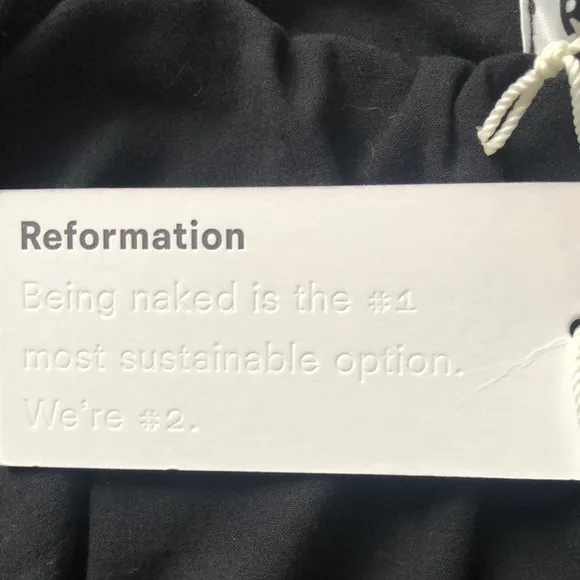 Reformation
Being naked is the #1
most sustainable option.
We're #2.